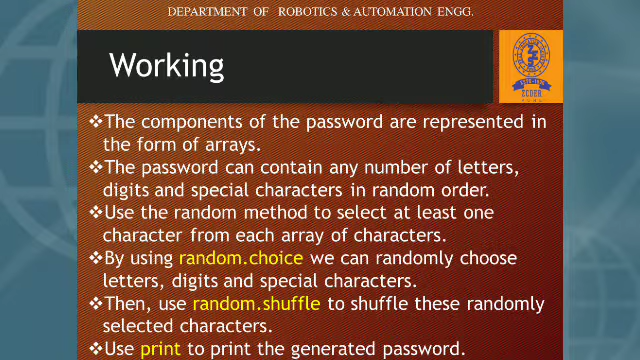 DEPARTMENT OF ROBOTICS & AUTOMATION ENGG.
Working
❖The components of the password are represented in
the form of arrays.
❖The password can contain any number of letters,
digits and special characters in random order.
❖Use the random method to select at least one
character from each array of characters.
❖By using random.choice we can randomly choose
letters, digits and special characters.
❖Then, use random.shuffle to shuffle these randomly
selected characters.
❖Use print to print the generated password.